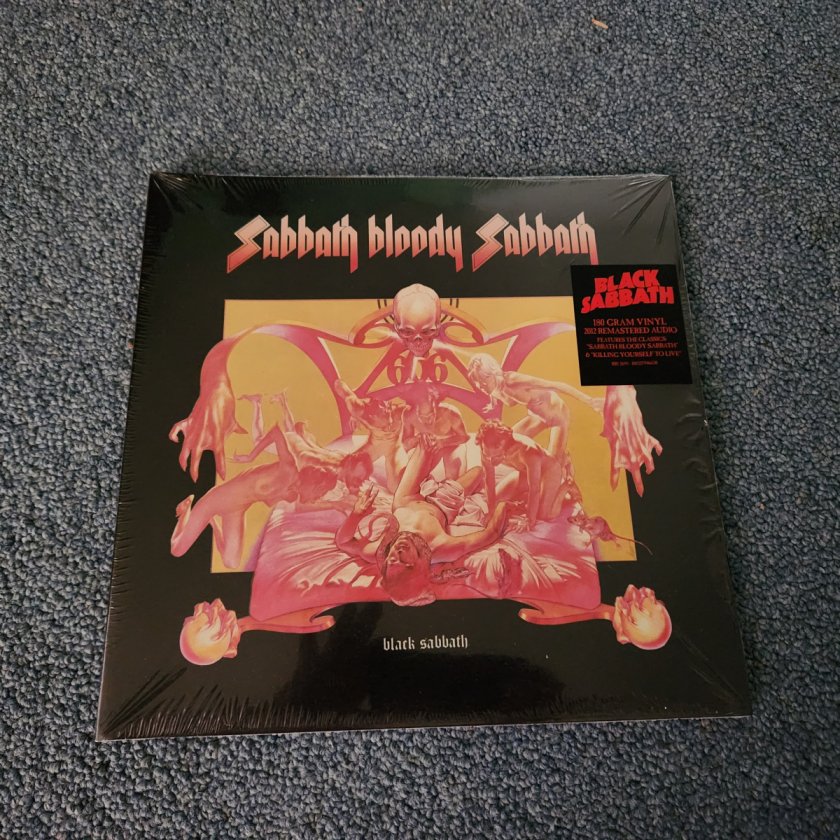 Sabbath bloody Sabbath
BLACK
SABBATH
180 GRAM VINYL
2012 REMASTERED AUDIO
FEATURES THE CLASSICS
"SABBATH BLOODY SABBATH"
& "KILLING YOURSELF TO LIVE"
666
black sabbath